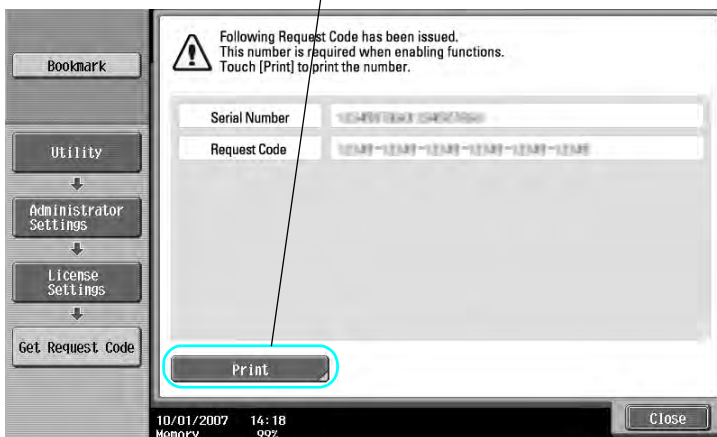 Following Request Code has been issued.
This number is required when enabling functions.
Touch [Print] to print the number.
Bookmark
Serial Number
Request Code
Utility
Administrator
Settings
License
Settings
Get Request Code
Print
10/01/2007 14:18
Memory 99%
Close